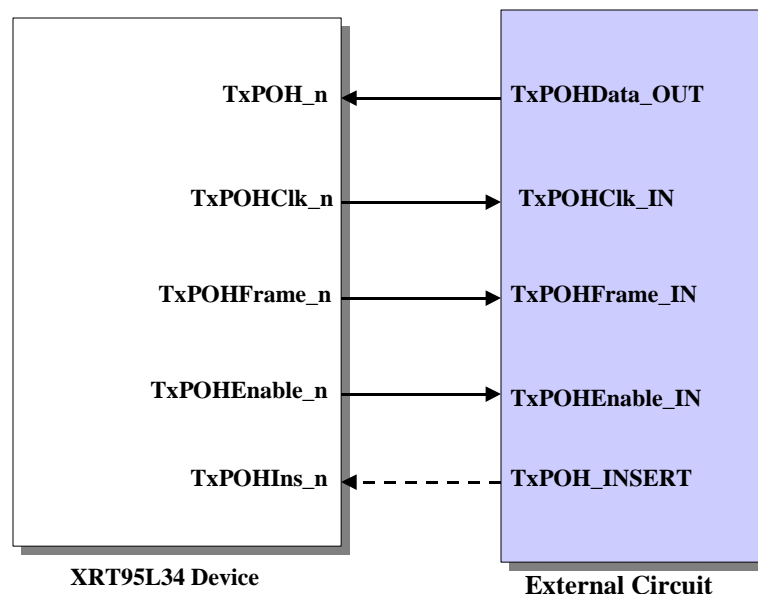 TxPOH_n TxPOHData_OUT
TxPOHClk_n TxPOHClk_IN
TxPOHFrame_n TxPOHFrame_IN
TxPOHEnable_n TxPOHEnable_IN
TxPOHIns_n TxPOH_INSERT
XRT95L34 Device External Circuit